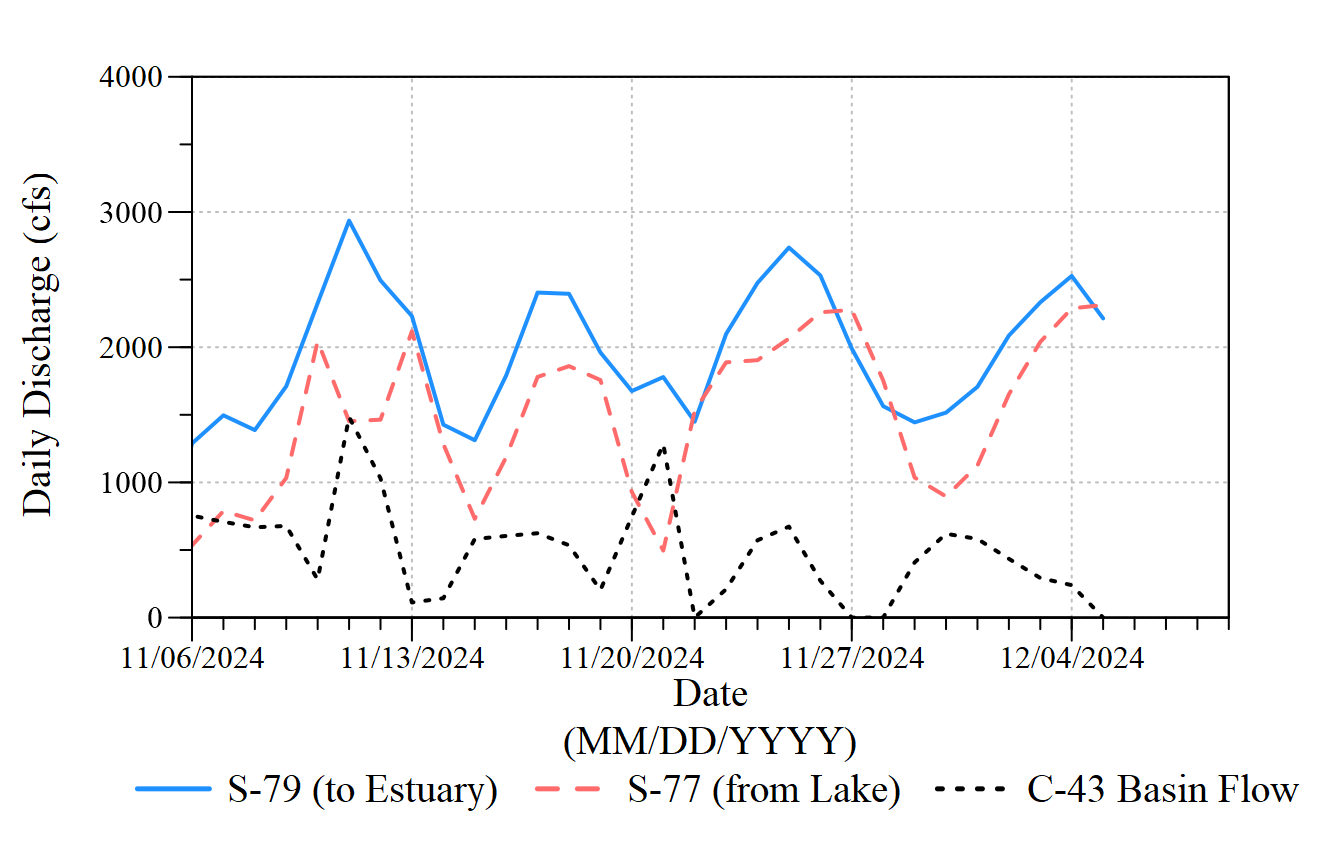 4000
3000
2000
1000
0
Daily Discharge (cfs)
11/06/2024 11/13/2024 11/20/2024 11/27/2024 12/04/2024
Date
(MM/DD/YYYY)
S-79 (to Estuary) S-77 (from Lake) C-43 Basin Flow